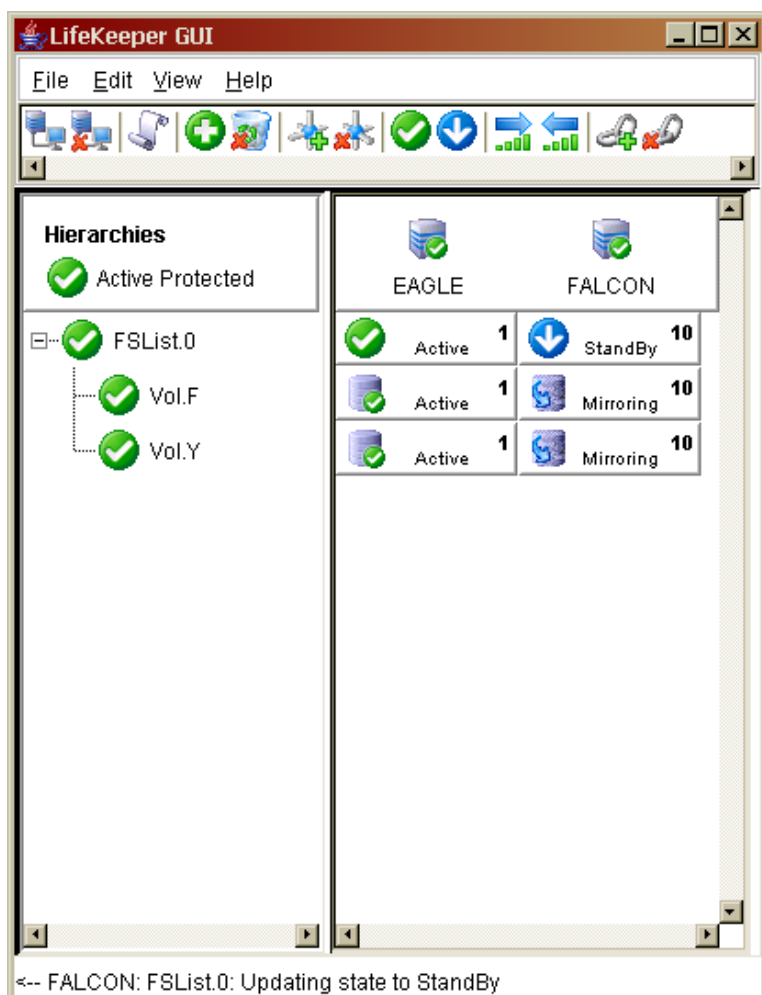 LifeKeeper GUI
File Edit View Help
Hierarchies
Active Protected
EAGLE FALCON
FSList.0 Active 1 StandBy 10
Vol.F Active 1 Mirroring 10
Vol.Y Active 1 Mirroring 10
<-- FALCON: FSList.0: Updating state to StandBy